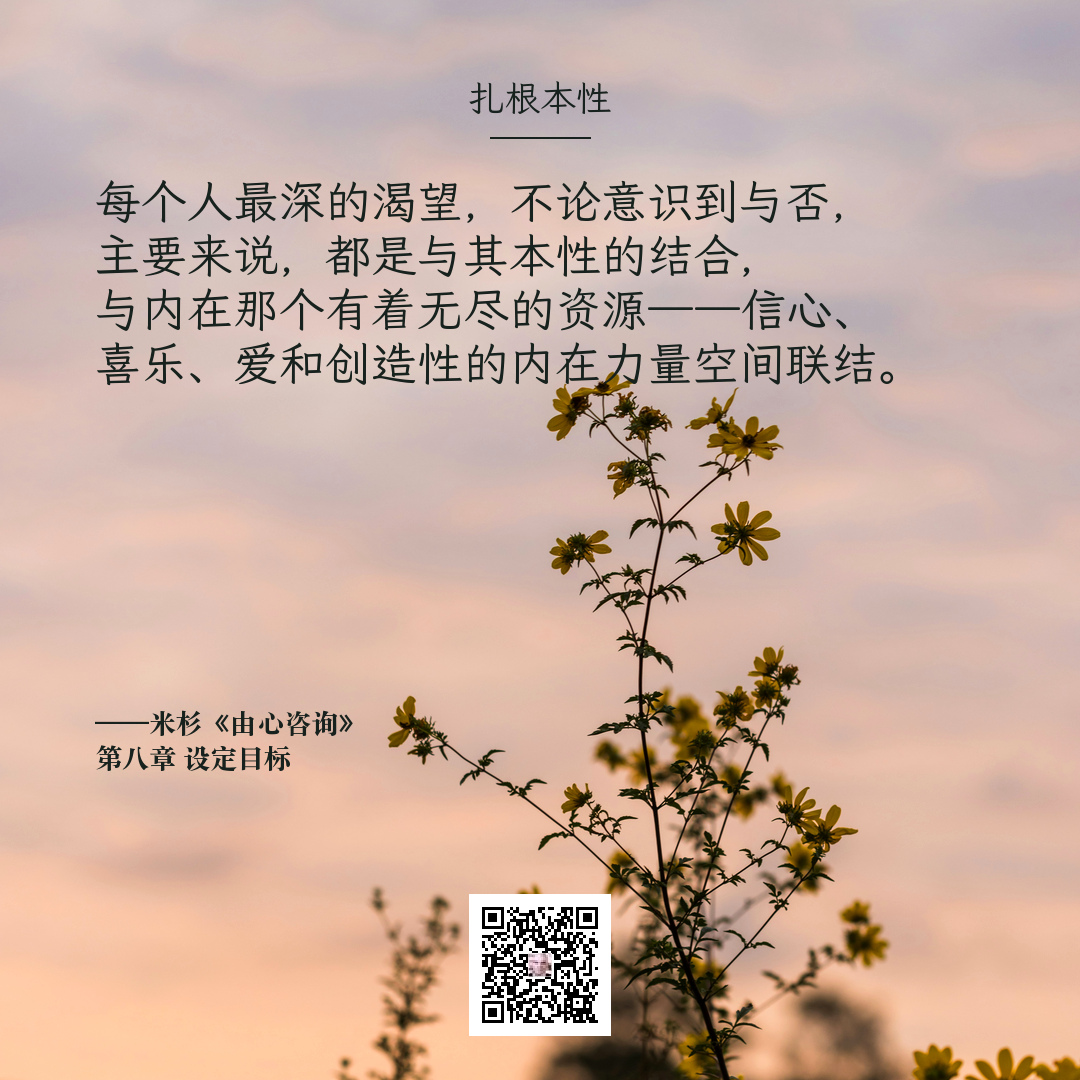 扎根本性
每个人最深的渴望，不论意识到与否，
主要来说，都是与其本性的结合，
与内在那个有着无尽的资源——信心、
喜乐、爱和创造性的内在力量空间联结。
——米杉《由心咨询》
第八章 设定目标